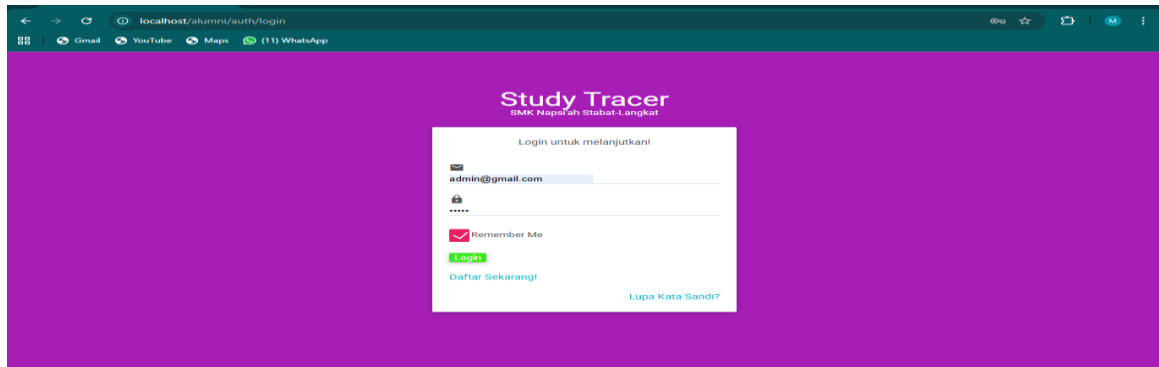 localhost/alumni/auth/login
M
Gmail YouTube Maps (11) WhatsApp
Study Tracer
SMK Napsi'ah Stabat-Langkat
Login untuk melanjutkan!
admin@gmail.com
•••••
Remember Me
Login
Daftar Sekarang!
Lupa Kata Sandi?